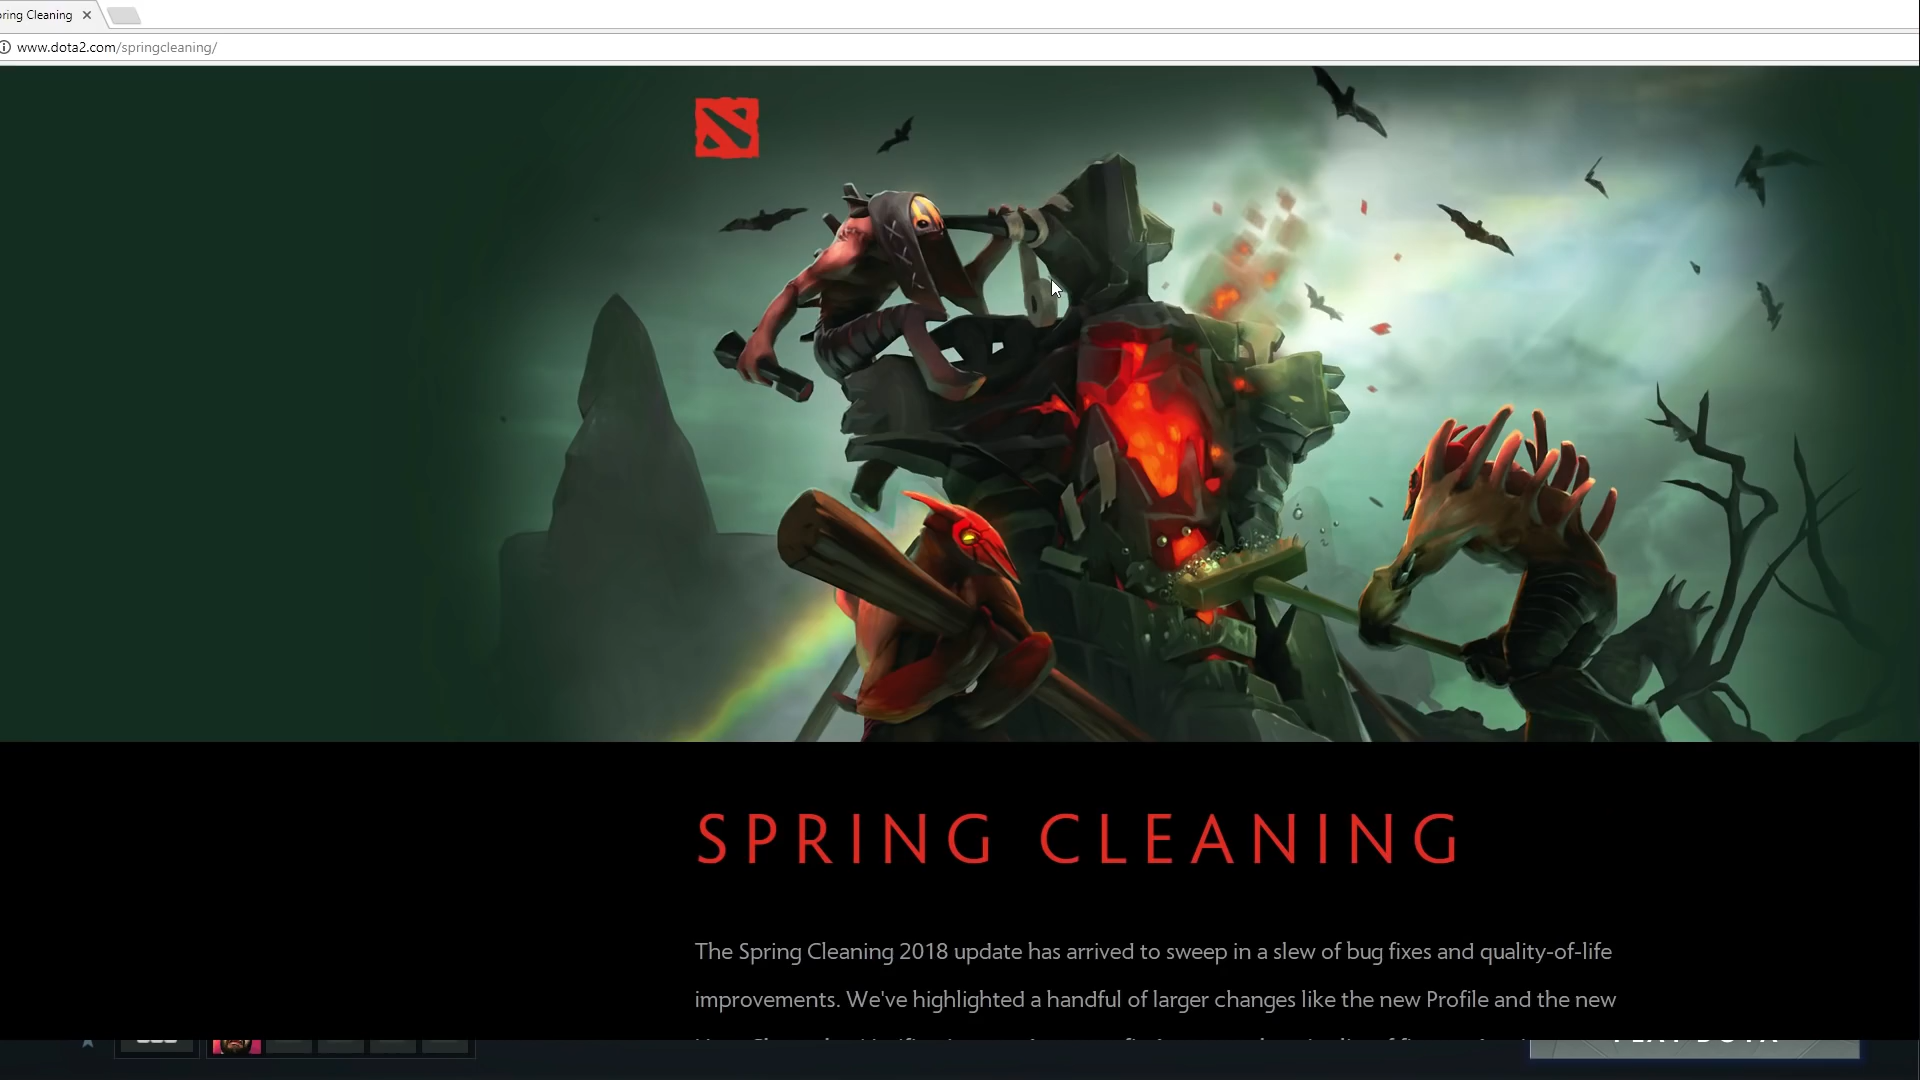 ring Cleaning
www.dota2.com/springcleaning/
SPRING CLEANING
The Spring Cleaning 2018 update has arrived to sweep in a slew of bug fixes and quality-of-life
improvements. We've highlighted a handful of larger changes like the new Profile and the new
PLAY DOTA